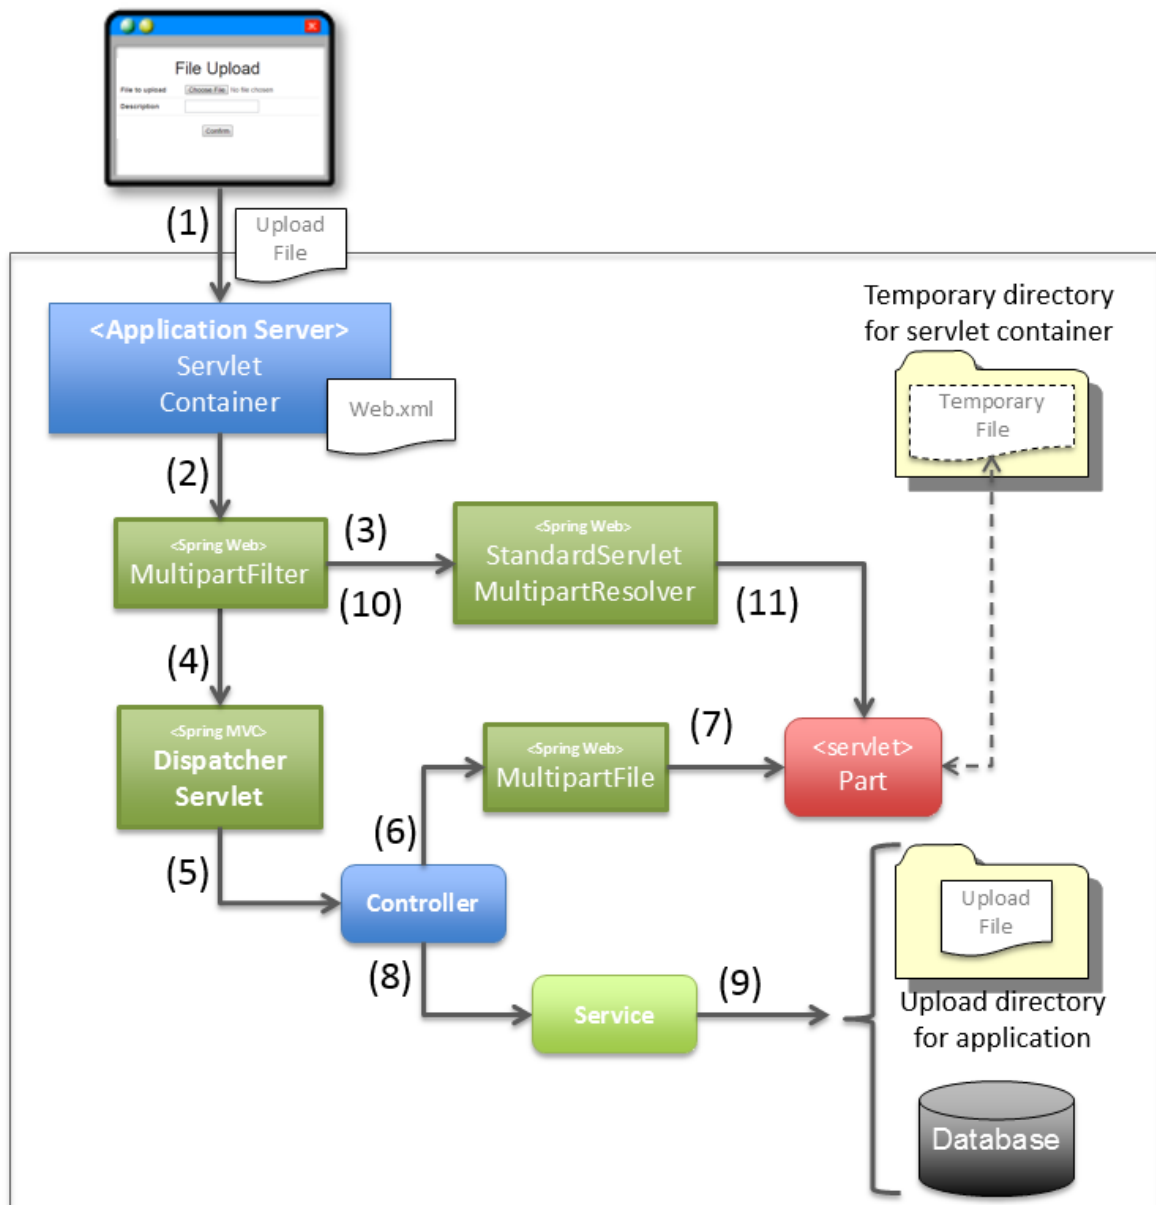 File Upload
File to upload Choose File No file chosen
Description
Confirm
(1)
Upload
File
<Application Server>
Servlet
Container
Web.xml
Temporary directory
for servlet container
Temporary
File
(2)
<Spring Web>
MultipartFilter
(3)
(10)
<Spring Web>
StandardServlet
MultipartResolver
(11)
(4)
<Spring MVC>
Dispatcher
Servlet
<Spring Web>
MultipartFile
(7)
<servlet>
Part
(5)
(6)
Controller
(8)
Service
(9)
Upload
File
Upload directory
for application
Database